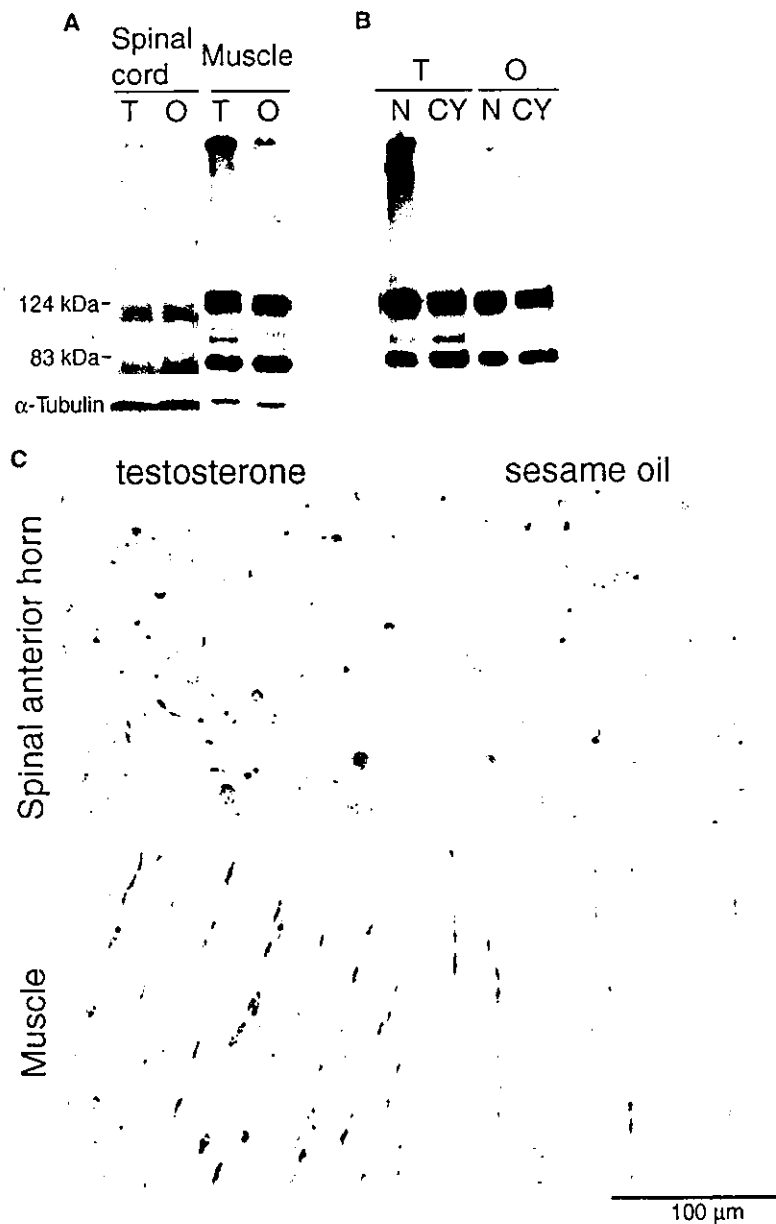 A
Spinal cord
Muscle
T O T O
B
T O
N CY N CY
124 kDa-
83 kDa-
α-Tubulin
C
testosterone
sesame oil
Spinal anterior horn
Muscle
100 µm